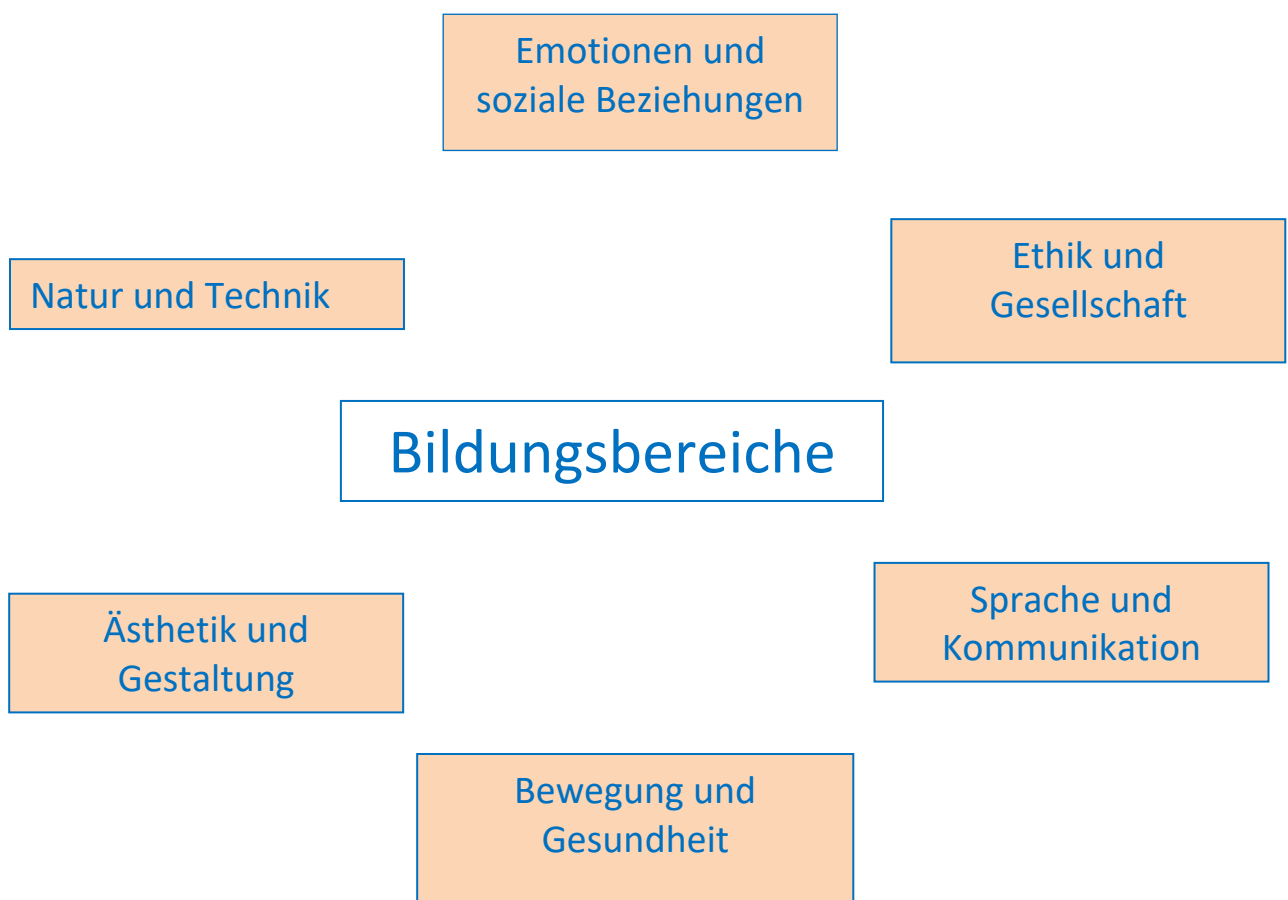 Emotionen und
soziale Beziehungen
Ethik und
Gesellschaft
Natur und Technik
Bildungsbereiche
Sprache und
Kommunikation
Ästhetik und
Gestaltung
Bewegung und
Gesundheit